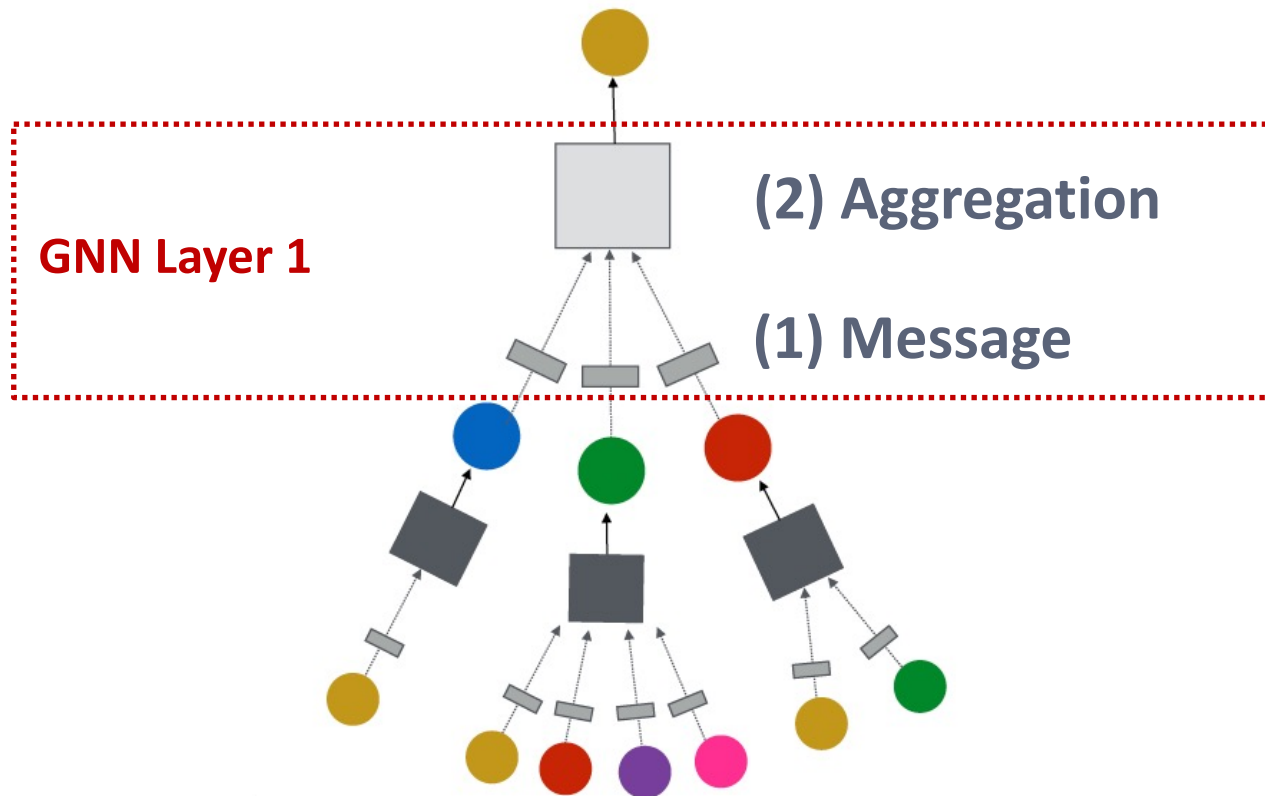 (2) Aggregation
GNN Layer 1
(1) Message